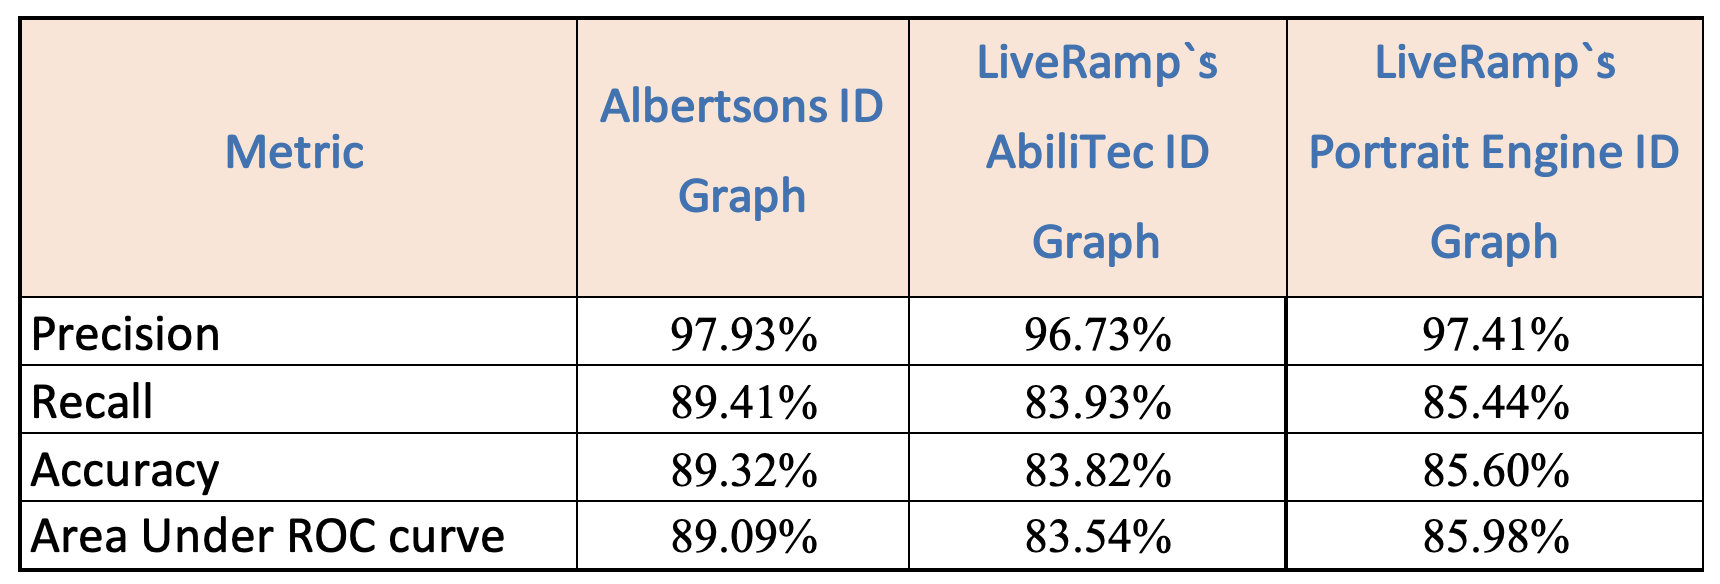 Metric
Albertsons ID
Graph
LiveRamp`s
AbiliTec ID
Graph
LiveRamp`s
Portrait Engine ID
Graph
Precision 97.93% 96.73% 97.41%
Recall 89.41% 83.93% 85.44%
Accuracy 89.32% 83.82% 85.60%
Area Under ROC curve 89.09% 83.54% 85.98%